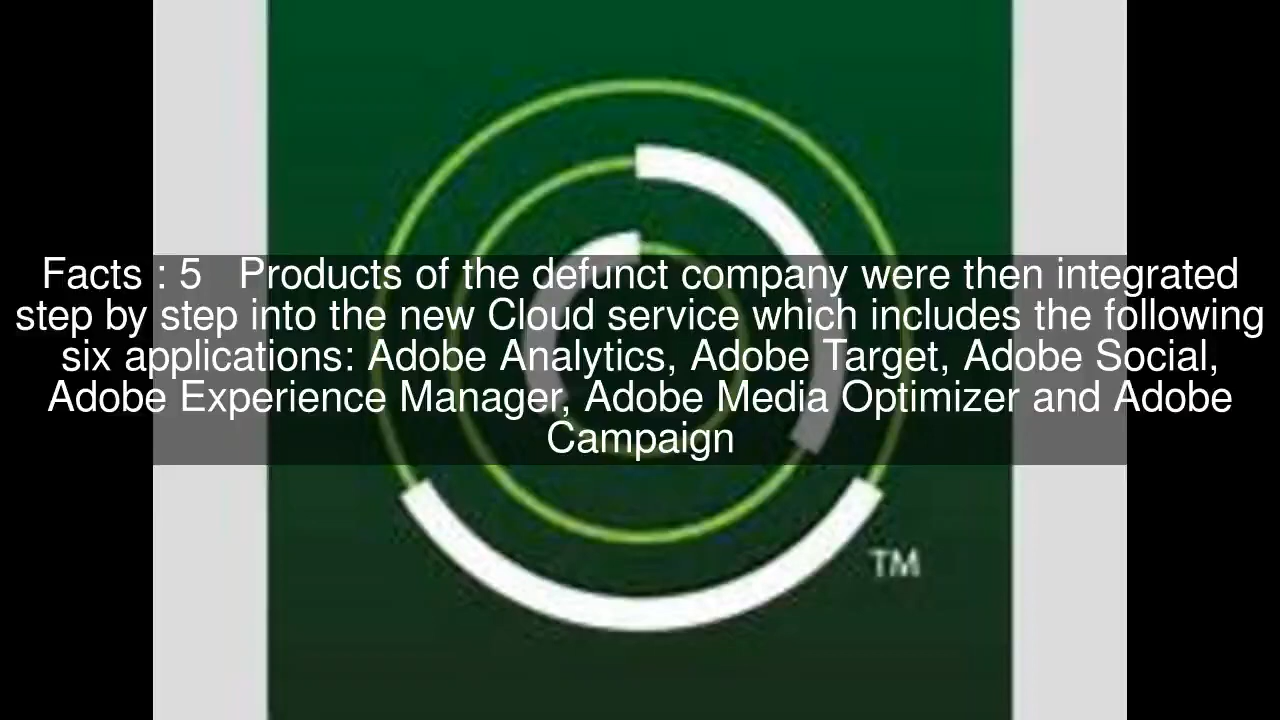 Facts : 5   Products of the defunct company were then integrated
step by step into the new Cloud service which includes the following
six applications: Adobe Analytics, Adobe Target, Adobe Social,
Adobe Experience Manager, Adobe Media Optimizer and Adobe
Campaign
TM